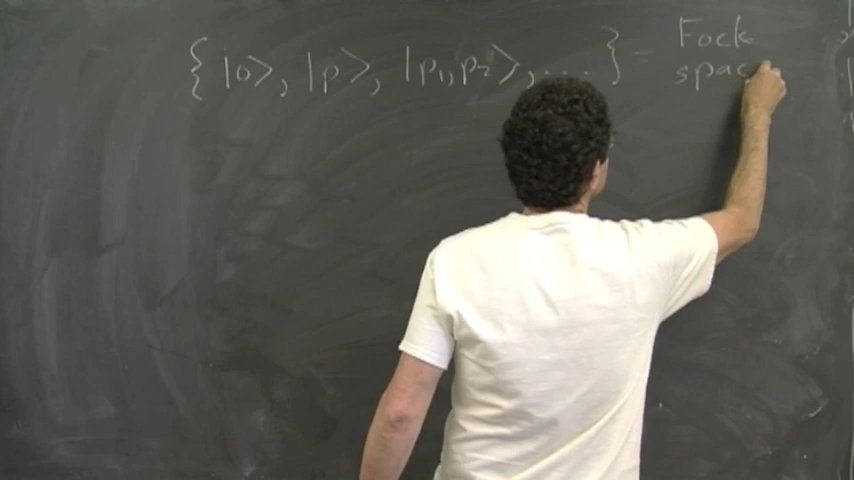 { |0>, |p>, |p₁,p₂>, ... } = Fock
spac